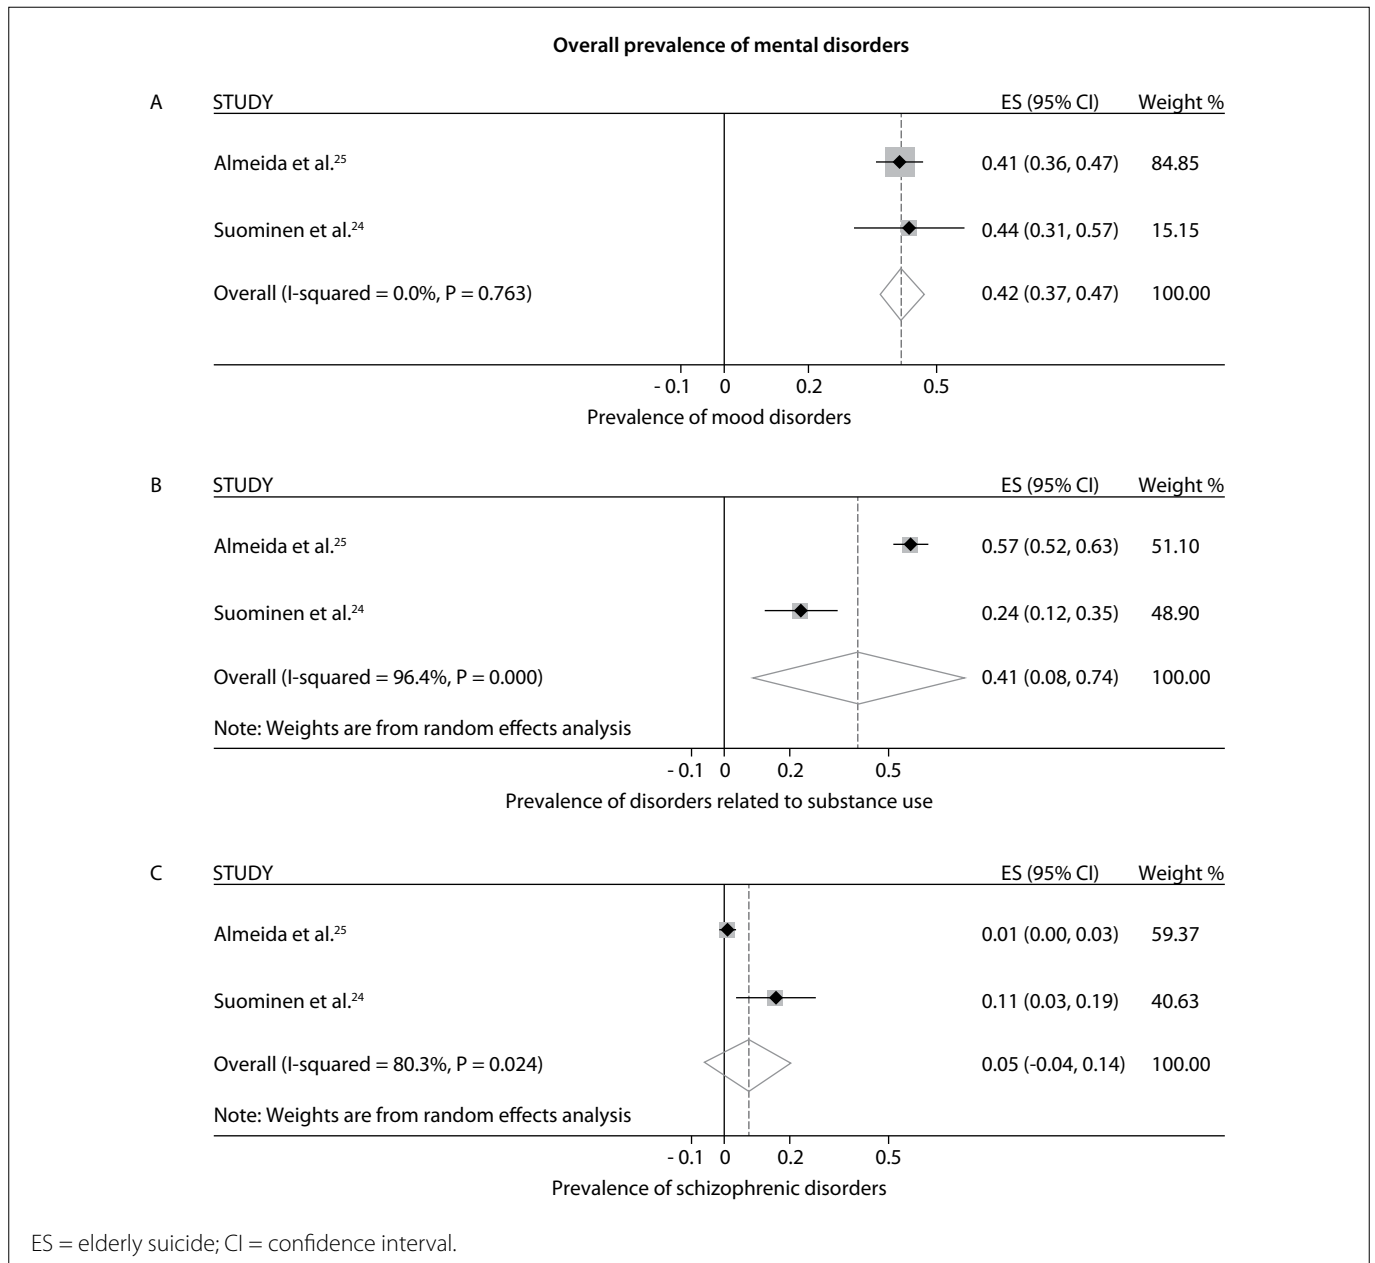 Overall prevalence of mental disorders
A STUDY ES (95% CI) Weight %
Almeida et al.25 0.41 (0.36, 0.47) 84.85
Suominen et al.24 0.44 (0.31, 0.57) 15.15
Overall (I-squared = 0.0%, P = 0.763) 0.42 (0.37, 0.47) 100.00
- 0.1 0 0.2 0.5
Prevalence of mood disorders
B STUDY ES (95% CI) Weight %
Almeida et al.25 0.57 (0.52, 0.63) 51.10
Suominen et al.24 0.24 (0.12, 0.35) 48.90
Overall (I-squared = 96.4%, P = 0.000) 0.41 (0.08, 0.74) 100.00
Note: Weights are from random effects analysis
- 0.1 0 0.2 0.5
Prevalence of disorders related to substance use
C STUDY ES (95% CI) Weight %
Almeida et al.25 0.01 (0.00, 0.03) 59.37
Suominen et al.24 0.11 (0.03, 0.19) 40.63
Overall (I-squared = 80.3%, P = 0.024) 0.05 (-0.04, 0.14) 100.00
Note: Weights are from random effects analysis
- 0.1 0 0.2 0.5
Prevalence of schizophrenic disorders
ES = elderly suicide; CI = confidence interval.